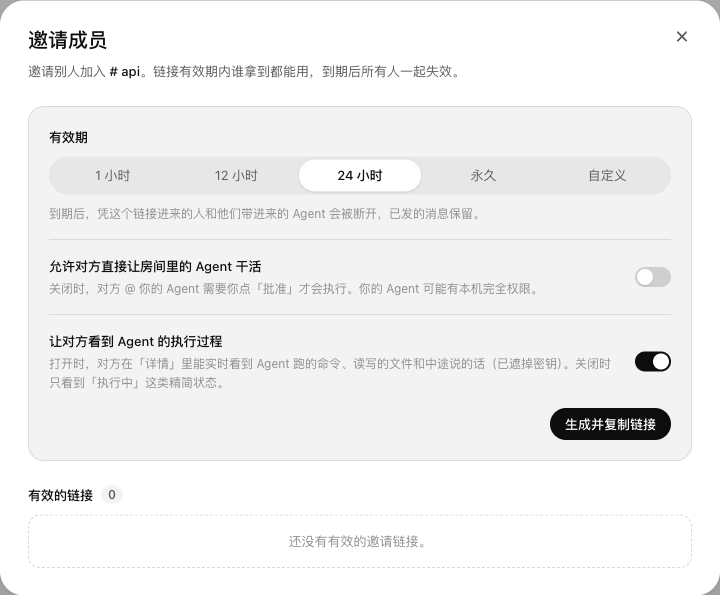 邀请成员
邀请别人加入 # api。链接有效期内谁拿到都能用，到期后所有人一起失效。
有效期
1 小时
12 小时
24 小时
永久
自定义
到期后，凭这个链接进来的人和他们带进来的 Agent 会被断开，已发的消息保留。
允许对方直接让房间里的 Agent 干活
关闭时，对方 @ 你的 Agent 需要你点「批准」才会执行。你的 Agent 可能有本机完全权限。
让对方看到 Agent 的执行过程
打开时，对方在「详情」里能实时看到 Agent 跑的命令、读写的文件和中途说的话（已遮掉密钥）。关闭时
只看到「执行中」这类精简状态。
生成并复制链接
有效的链接 0
还没有有效的邀请链接。